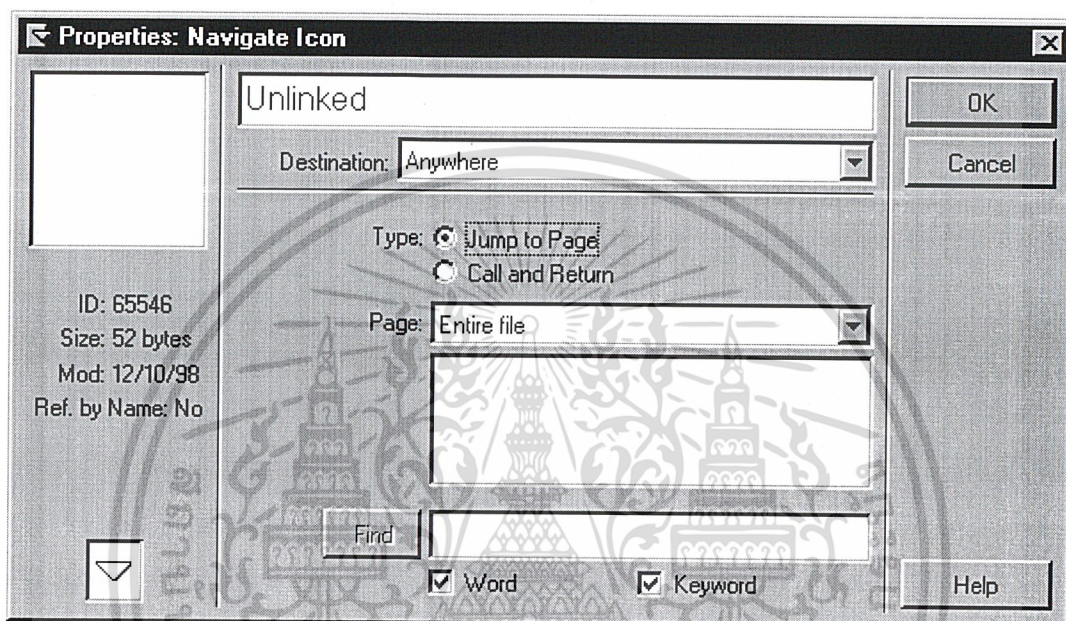 Properties: Navigate Icon
Unlinked
OK
Destination: Anywhere
Cancel
Type: Jump to Page
Call and Return
ID: 65546
Size: 52 bytes
Mod: 12/10/98
Ref. by Name: No
Page: Entire file
Find
Word
Keyword
Help